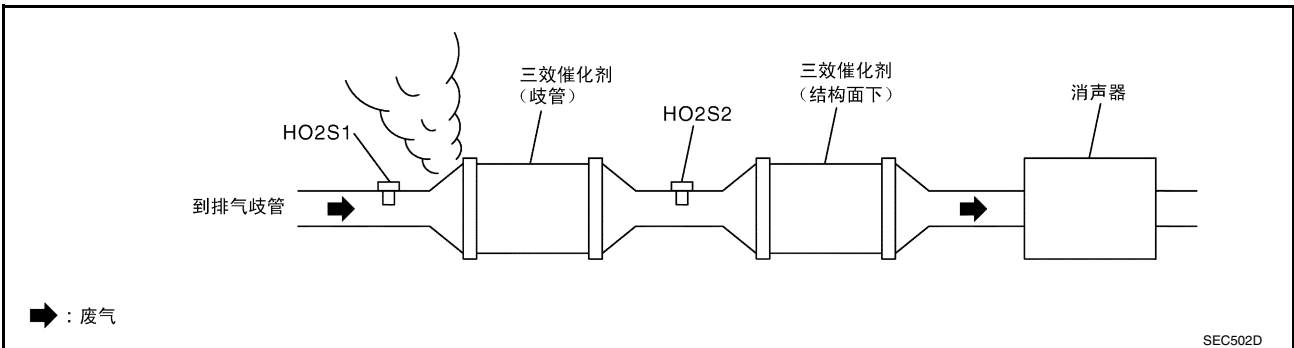 三效催化剂
（歧管）
三效催化剂
（结构面下）
消声器
HO2S1
HO2S2
到排气歧管
：废气
SEC502D